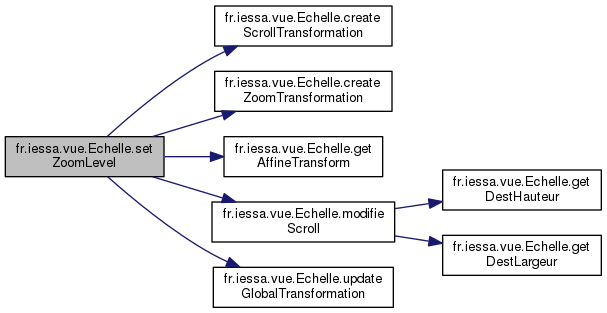 fr.iessa.vue.Echelle.set
ZoomLevel
fr.iessa.vue.Echelle.create
ScrollTransformation
fr.iessa.vue.Echelle.create
ZoomTransformation
fr.iessa.vue.Echelle.get
AffineTransform
fr.iessa.vue.Echelle.modifie
Scroll
fr.iessa.vue.Echelle.update
GlobalTransformation
fr.iessa.vue.Echelle.get
DestHauteur
fr.iessa.vue.Echelle.get
DestLargeur